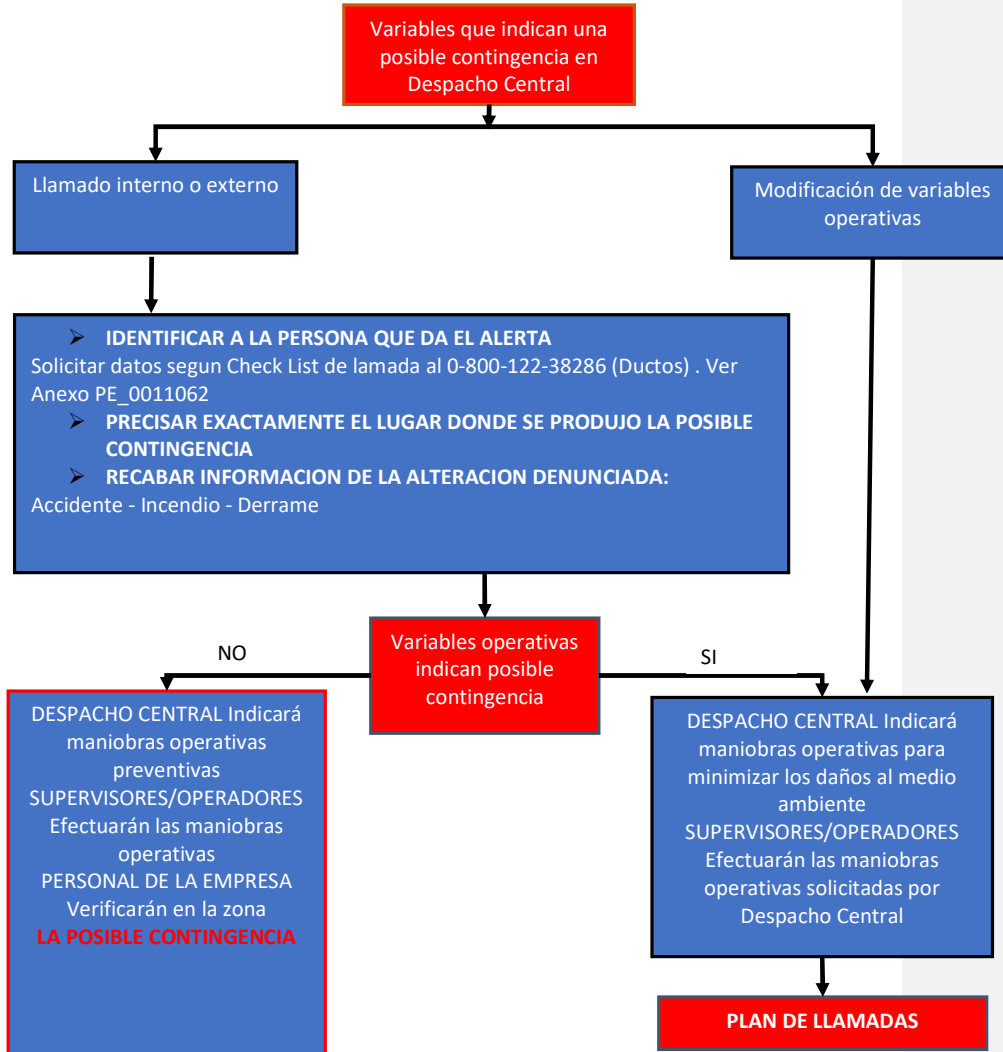 Variables que indican una
posible contingencia en
Despacho Central
Llamado interno o externo
Modificación de variables
operativas
➤ IDENTIFICAR A LA PERSONA QUE DA EL ALERTA
Solicitar datos segun Check List de lamada al 0-800-122-38286 (Ductos) . Ver
Anexo PE_0011062
➤ PRECISAR EXACTAMENTE EL LUGAR DONDE SE PRODUJO LA POSIBLE
CONTINGENCIA
➤ RECABAR INFORMACION DE LA ALTERACION DENUNCIADA:
Accidente - Incendio - Derrame
Variables operativas
indican posible
contingencia
NO
SI
DESPACHO CENTRAL Indicará
maniobras operativas
preventivas
SUPERVISORES/OPERADORES
Efectuarán las maniobras
operativas
PERSONAL DE LA EMPRESA
Verificarán en la zona
LA POSIBLE CONTINGENCIA
DESPACHO CENTRAL Indicará
maniobras operativas para
minimizar los daños al medio
ambiente
SUPERVISORES/OPERADORES
Efectuarán las maniobras
operativas solicitadas por
Despacho Central
PLAN DE LLAMADAS